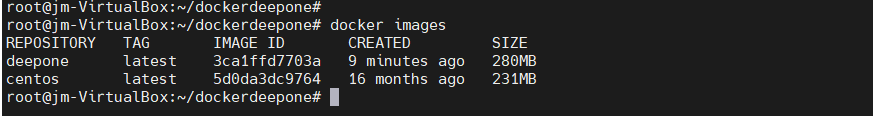 root@jm-VirtualBox:~/dockerdeepone#
root@jm-VirtualBox:~/dockerdeepone# docker images
REPOSITORY   TAG       IMAGE ID       CREATED         SIZE
deepone      latest    3ca1ffd7703a   9 minutes ago   280MB
centos       latest    5d0da3dc9764   16 months ago   231MB
root@jm-VirtualBox:~/dockerdeepone#